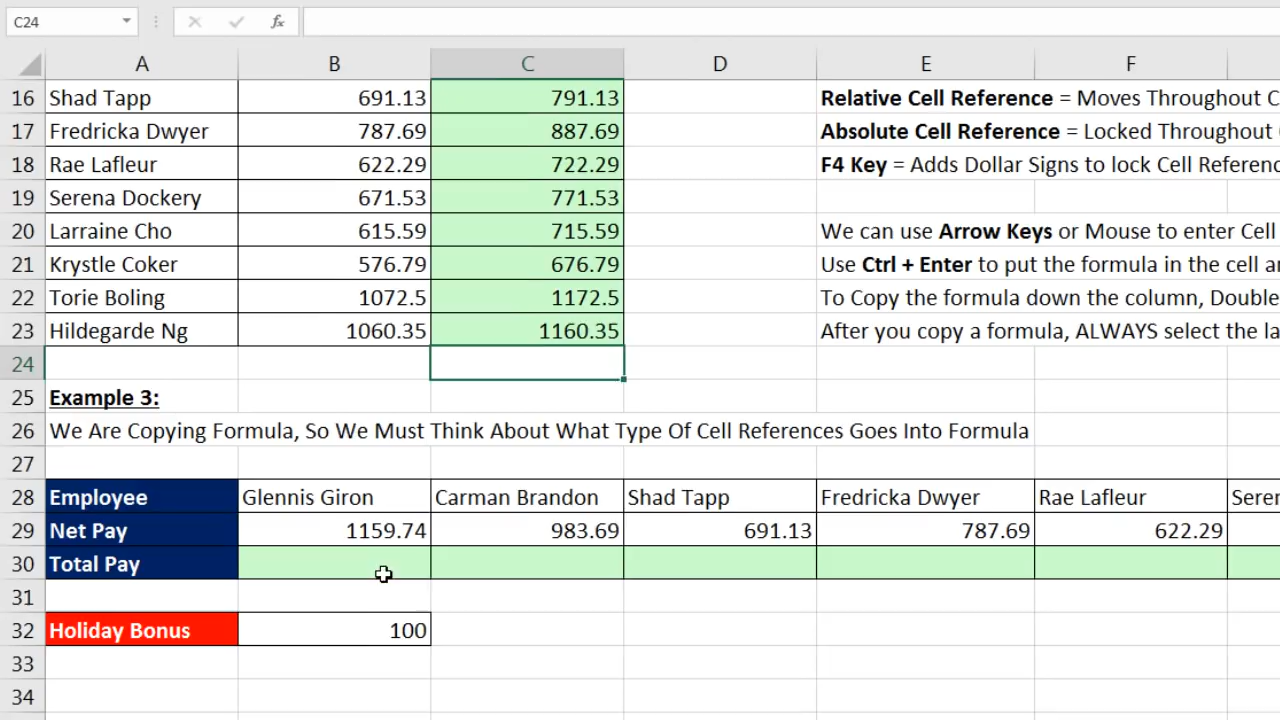 C24 fx
A B C D E F
16 Shad Tapp 691.13 791.13 Relative Cell Reference = Moves Throughout C
17 Fredricka Dwyer 787.69 887.69 Absolute Cell Reference = Locked Throughout
18 Rae Lafleur 622.29 722.29 F4 Key = Adds Dollar Signs to lock Cell Referenc
19 Serena Dockery 671.53 771.53
20 Larraine Cho 615.59 715.59 We can use Arrow Keys or Mouse to enter Cell
21 Krystle Coker 576.79 676.79 Use Ctrl + Enter to put the formula in the cell an
22 Torie Boling 1072.5 1172.5 To Copy the formula down the column, Double
23 Hildegarde Ng 1060.35 1160.35 After you copy a formula, ALWAYS select the la
24
25 Example 3:
26 We Are Copying Formula, So We Must Think About What Type Of Cell References Goes Into Formula
27
28 Employee Glennis Giron Carman Brandon Shad Tapp Fredricka Dwyer Rae Lafleur Seren
29 Net Pay 1159.74 983.69 691.13 787.69 622.29
30 Total Pay
31
32 Holiday Bonus 100
33
34